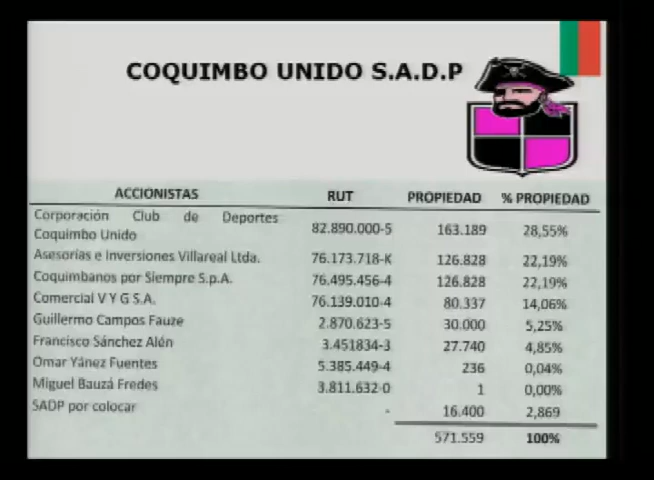 COQUIMBO UNIDO S.A.D.P
ACCIONISTAS RUT PROPIEDAD % PROPIEDAD
Corporación Club de Deportes
Coquimbo Unido 82.890.000-5 163.189 28,55%
Asesorías e Inversiones Villareal Ltda. 76.173.718-K 126.828 22,19%
Coquimbanos por Siempre S.p.A. 76.495.456-4 126.828 22,19%
Comercial V Y G S.A. 76.139.010-4 80.337 14,06%
Guillermo Campos Fauze 2.870.623-5 30.000 5,25%
Francisco Sánchez Alén 3.451834-3 27.740 4,85%
Omar Yánez Fuentes 5.385.449-4 236 0,04%
Miguel Bauzá Fredes 3.811.632-0 1 0,00%
SADP por colocar - 16.400 2,869
571.559 100%